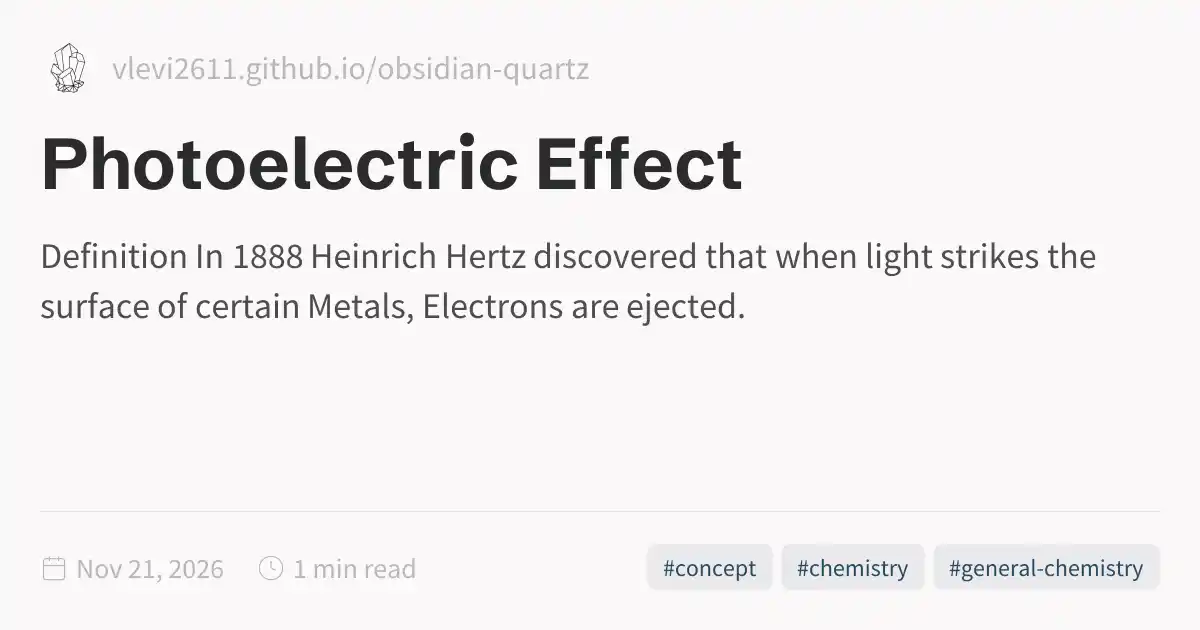 vlevi2611.github.io/obsidian-quartz
Photoelectric Effect
Definition In 1888 Heinrich Hertz discovered that when light strikes the
surface of certain Metals, Electrons are ejected.
Nov 21, 2026 1 min read #concept #chemistry #general-chemistry